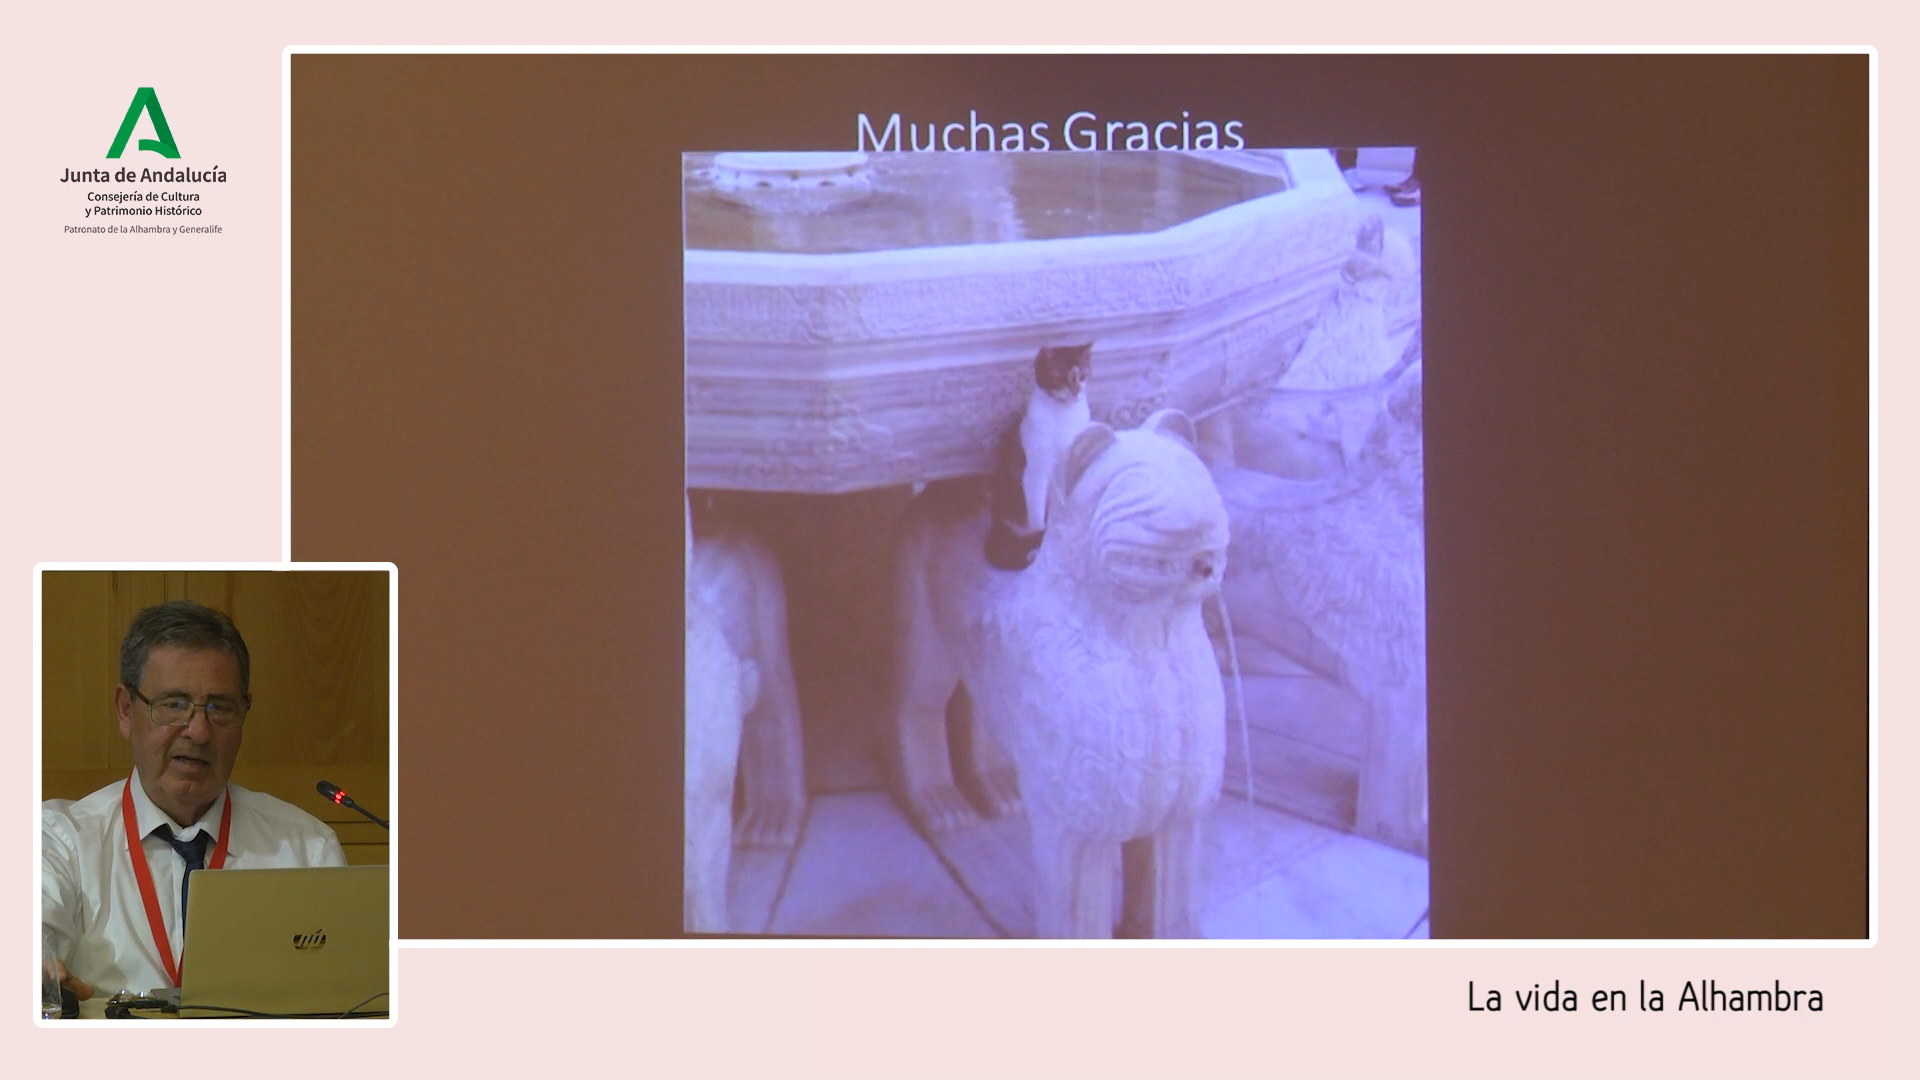 Junta de Andalucía
Consejería de Cultura
y Patrimonio Histórico
Patronato de la Alhambra y Generalife
Muchas Gracias
hp
La vida en la Alhambra